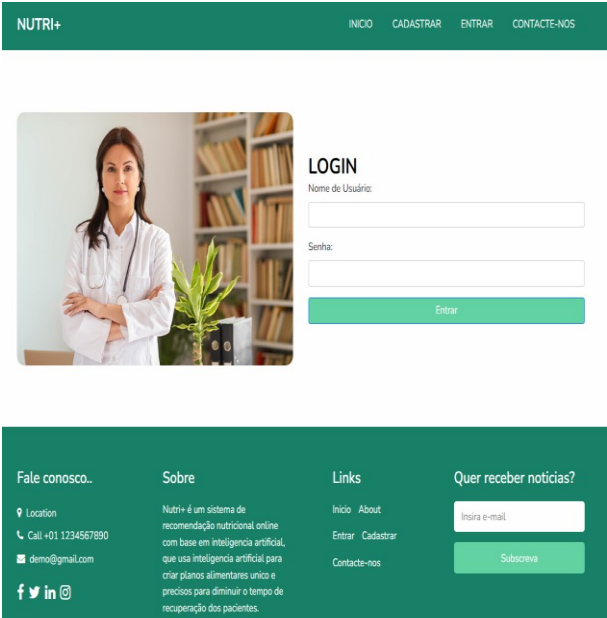 NUTRI+
INICIO CADASTRAR ENTRAR CONTACTE-NOS
LOGIN
Nome de Usuário:
Senha:
Entrar
Fale conosco..
Location
Call +01 1234567890
demo@gmail.com
Sobre
Nutri+ é um sistema de
recomendação nutricional online
com base em inteligencia artificial,
que usa inteligencia artificial para
criar planos alimentares unico e
precisos para diminuir o tempo de
recuperação dos pacientes.
Links
Inicio About
Entrar Cadastrar
Contacte-nos
Quer receber noticias?
Insira e-mail
Subscreva